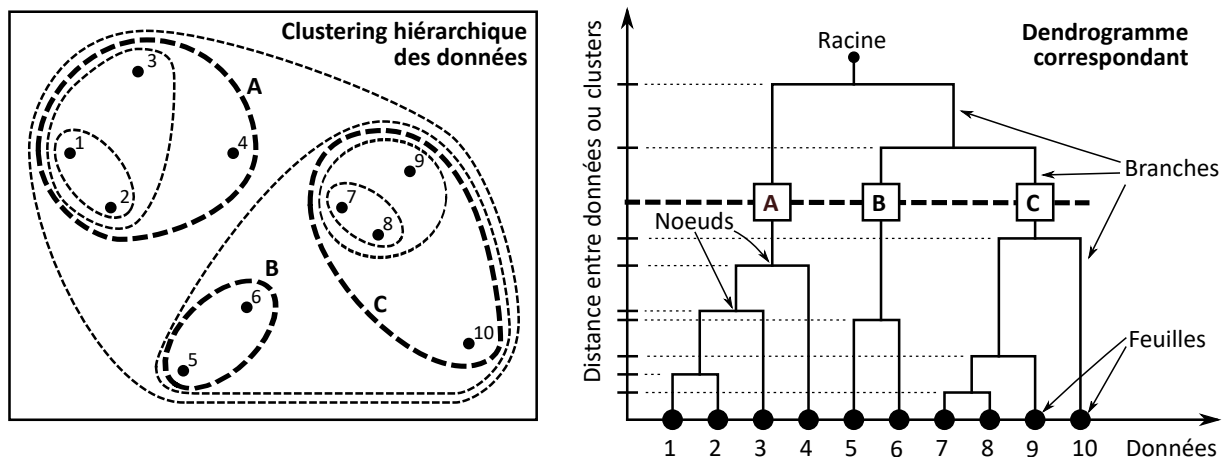 Clustering hiérarchique
des données
3
A
1
4
2
9
7
8
B
6
C
10
5
Distance entre données ou clusters
Racine
Dendrogramme
correspondant
Branches
A
B
C
Noeuds
Feuilles
1 2 3 4 5 6 7 8 9 10 Données